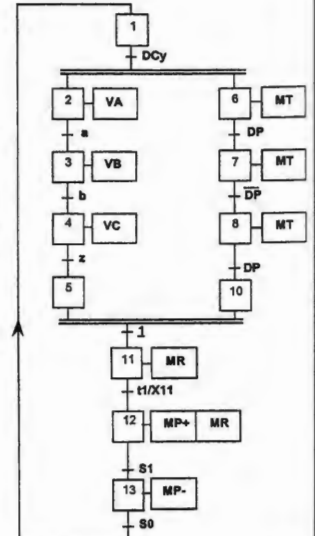 1
DCy
2 VA
6 MT
a
DP
3 VB
7 MT
b
D̅P̅
4 VC
8 MT
z
DP
5
10
1
11 MR
t1/X11
12 MP+ MR
S1
13 MP-
S0